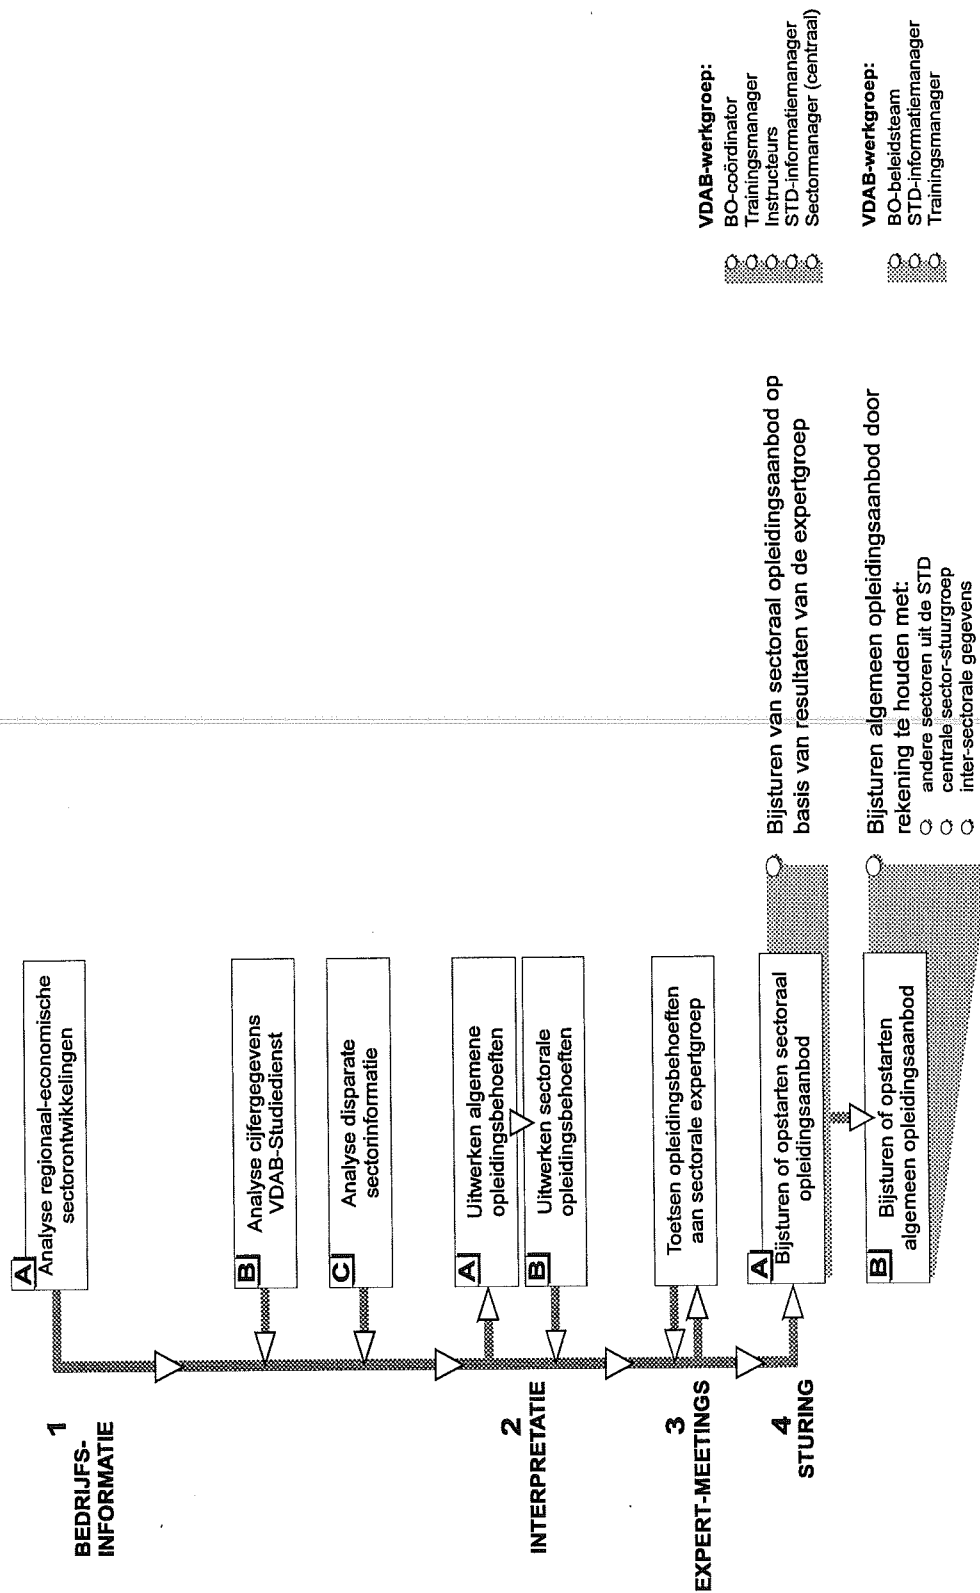 1
BEDRIJFS-
INFORMATIE
A
Analyse regionaal-economische
sectorontwikkelingen
B
Analyse cijfergegevens
VDAB-Studiedienst
C
Analyse disparate
sectorinformatie
2
INTERPRETATIE
A
Uitwerken algemene
opleidingsbehoeften
B
Uitwerken sectorale
opleidingsbehoeften
3
EXPERT-MEETINGS
Toetsen opleidingsbehoeften
aan sectorale expertgroep
4
STURING
A
Bijsturen of opstarten sectoraal
opleidingsaanbod
Bijsturen van sectoraal opleidingsaanbod op
basis van resultaten van de expertgroep
VDAB-werkgroep:
BO-coördinator
Trainingsmanager
Instructeurs
STD-informatiemanager
Sectormanager (centraal)
B
Bijsturen of opstarten
algemeen opleidingsaanbod
Bijsturen algemeen opleidingsaanbod door
rekening te houden met:
andere sectoren uit de STD
centrale sector-stuurgroep
inter-sectorale gegevens
VDAB-werkgroep:
BO-beleidsteam
STD-informatiemanager
Trainingsmanager